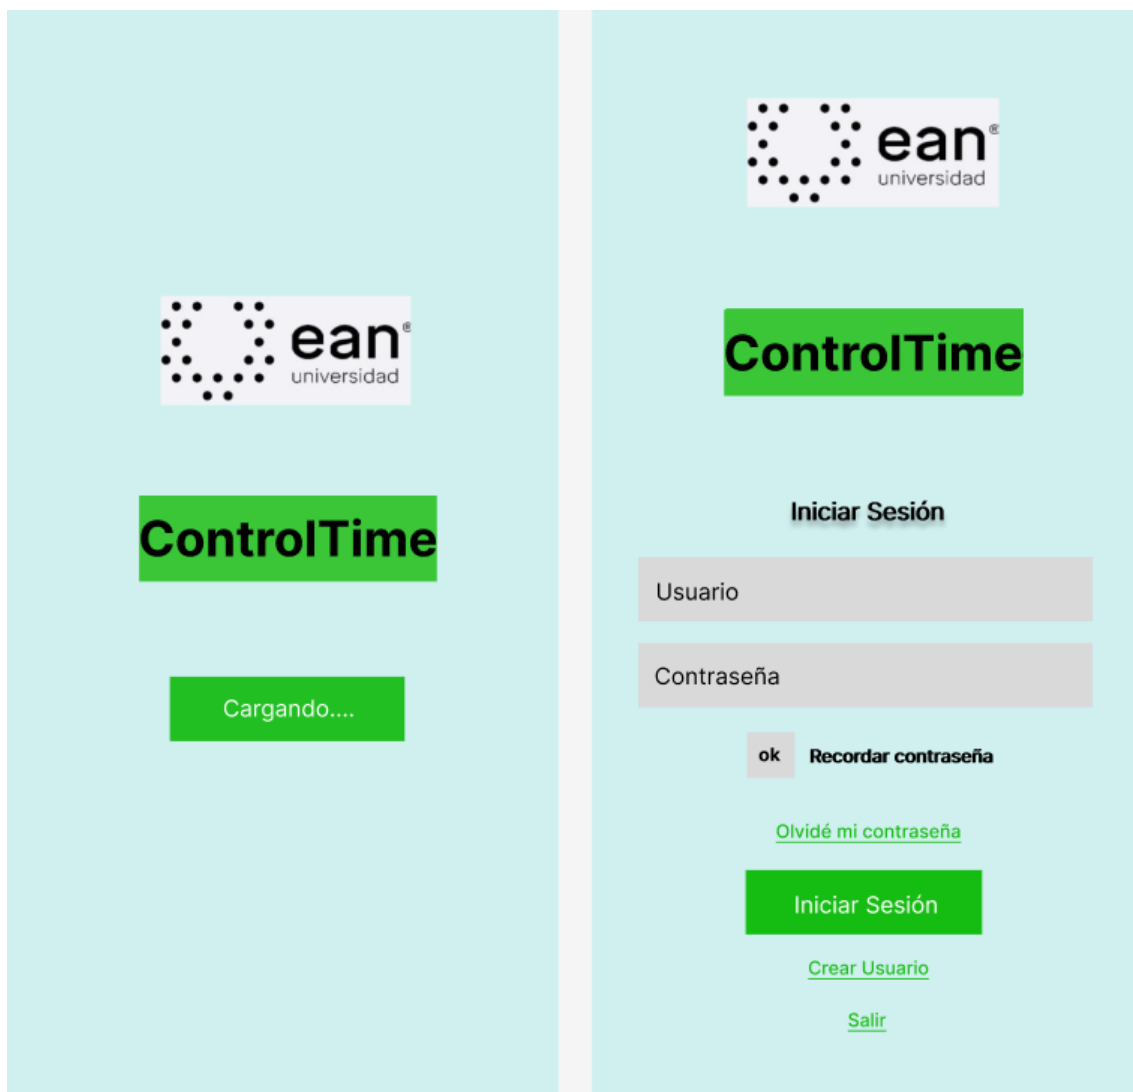 ean®
universidad
ControlTime
Cargando....
ean®
universidad
ControlTime
Iniciar Sesión
Usuario
Contraseña
ok Recordar contraseña
Olvidé mi contraseña
Iniciar Sesión
Crear Usuario
Salir